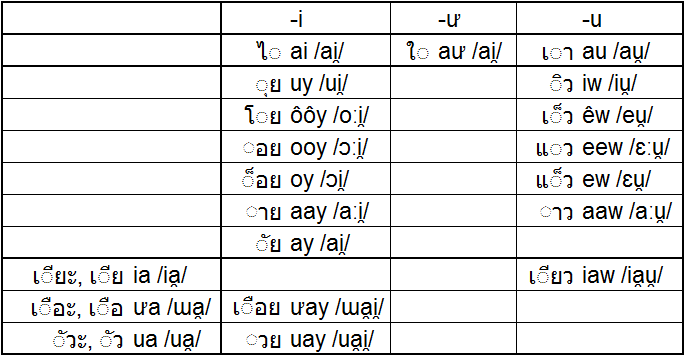 -i -ư -u
ไ◌ ai /ai̯/ ใ◌ aư /ai̯/ เ◌า au /au̯/
◌ุย uy /ui̯/ ◌ิว iw /iu̯/
โ◌ย ôôy /oːi̯/ เ◌็ว êw /eu̯/
◌อย ooy /ɔːi̯/ แ◌ว eew /ɛːu̯/
◌็อย oy /ɔi̯/ แ◌็ว ew /ɛu̯/
◌าย aay /aːi̯/ ◌าว aaw /aːu̯/
◌ัย ay /ai̯/
เ◌ียะ, เ◌ีย ia /ia̯/ เ◌ียว iaw /ia̯u̯/
เ◌ือะ, เ◌ือ ưa /ɯa̯/ เ◌ือย ưay /ɯa̯i̯/
◌ัวะ, ◌ัว ua /ua̯/ ◌วย uay /ua̯i̯/